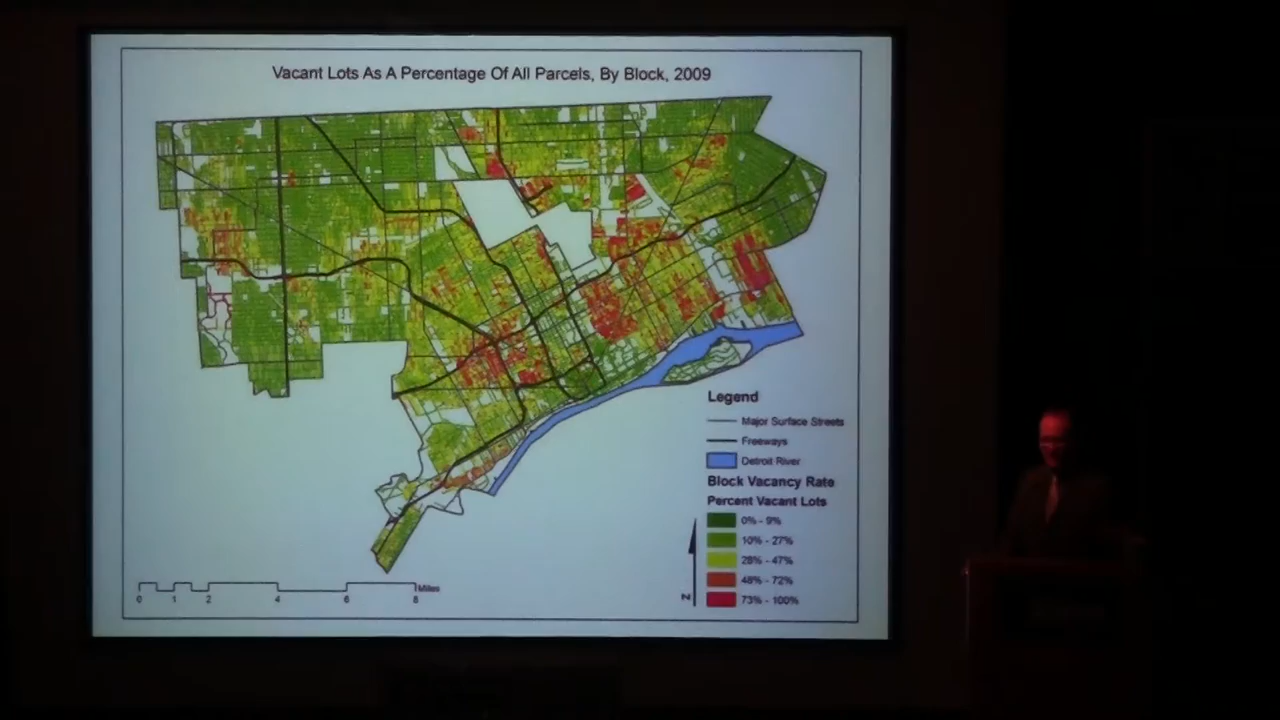 Vacant Lots As A Percentage Of All Parcels, By Block, 2009
Legend
Major Surface Streets
Freeways
Detroit River
Block Vacancy Rate
Percent Vacant Lots
0% - 9%
10% - 27%
28% - 47%
48% - 72%
73% - 100%
N
Miles
0 1 2 4 6 8